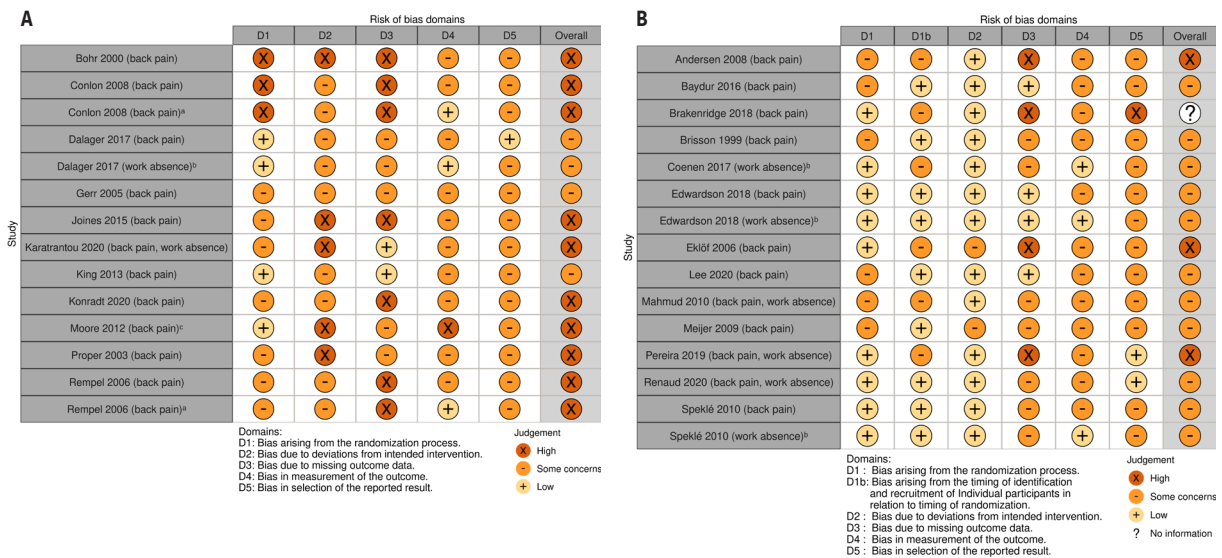 A
Risk of bias domains
D1 D2 D3 D4 D5 Overall
Study
Bohr 2000 (back pain) X X X - - X
Conlon 2008 (back pain) X - X - - X
Conlon 2008 (back pain)ᵃ X - X + - X
Dalager 2017 (back pain) + - - - + -
Dalager 2017 (work absence)ᵇ + - - + - -
Gerr 2005 (back pain) - - - - - -
Joines 2015 (back pain) - X X - - X
Karatrantou 2020 (back pain, work absence) - X + - - X
King 2013 (back pain) + - + - - -
Konradt 2020 (back pain) - - X - - X
Moore 2012 (back pain)ᶜ + X - X - X
Proper 2003 (back pain) - X - - - X
Rempel 2006 (back pain) - - X - - X
Rempel 2006 (back pain)ᵃ - - X + - X
Domains:
D1: Bias arising from the randomization process.
D2: Bias due to deviations from intended intervention.
D3: Bias due to missing outcome data.
D4: Bias in measurement of the outcome.
D5: Bias in selection of the reported result.
Judgement
X High
- Some concerns
+ Low
B
Risk of bias domains
D1 D1b D2 D3 D4 D5 Overall
Study
Andersen 2008 (back pain) - - + X - - X
Baydur 2016 (back pain) - + + + - - -
Brakenridge 2018 (back pain) + - + X - X ?
Brisson 1999 (back pain) - + + - - - -
Coenen 2017 (work absence)ᵇ + - + - + - -
Edwardson 2018 (back pain) + + + + - - -
Edwardson 2018 (work absence)ᵇ + + + + + - -
Eklöf 2006 (back pain) + - - X - - X
Lee 2020 (back pain) - + + + - - -
Mahmud 2010 (back pain, work absence) - - + - - - -
Meijer 2009 (back pain) - + - - - - -
Pereira 2019 (back pain, work absence) + - + X - + X
Renaud 2020 (back pain, work absence) + + + - - + -
Speklé 2010 (back pain) + + + - - - -
Speklé 2010 (work absence)ᵇ + + + - + - -
Domains:
D1 : Bias arising from the randomization process.
D1b: Bias arising from the timing of identification
and recruitment of Individual participants in
relation to timing of randomization.
D2 : Bias due to deviations from intended intervention.
D3 : Bias due to missing outcome data.
D4 : Bias in measurement of the outcome.
D5 : Bias in selection of the reported result.
Judgement
X High
- Some concerns
+ Low
? No information